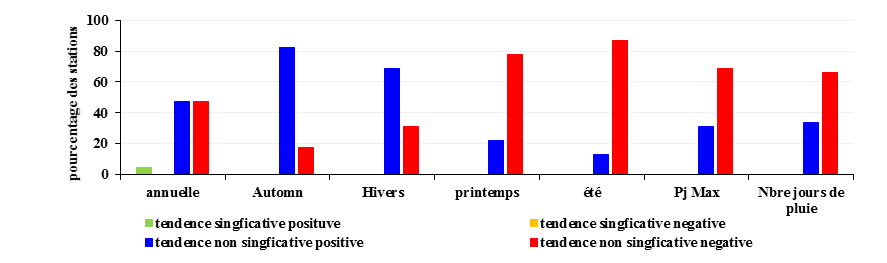 pourcentage des stations
100
80
60
40
20
0
annuelle Automn Hivers printemps été Pj Max Nbre jours de
pluie
tendence singficative posituve tendence singficative negative
tendence non singficative positive tendence non singficative negative